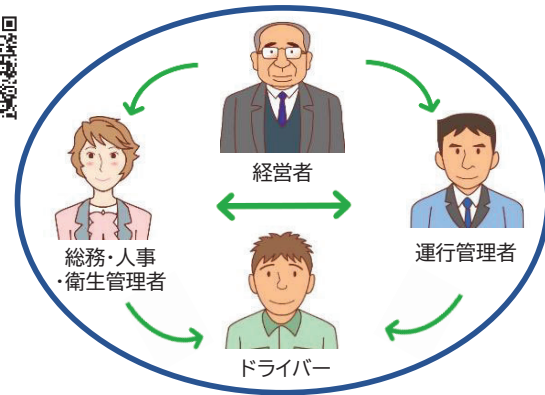 経営者
総務・人事
・衛生管理者
運行管理者
ドライバー